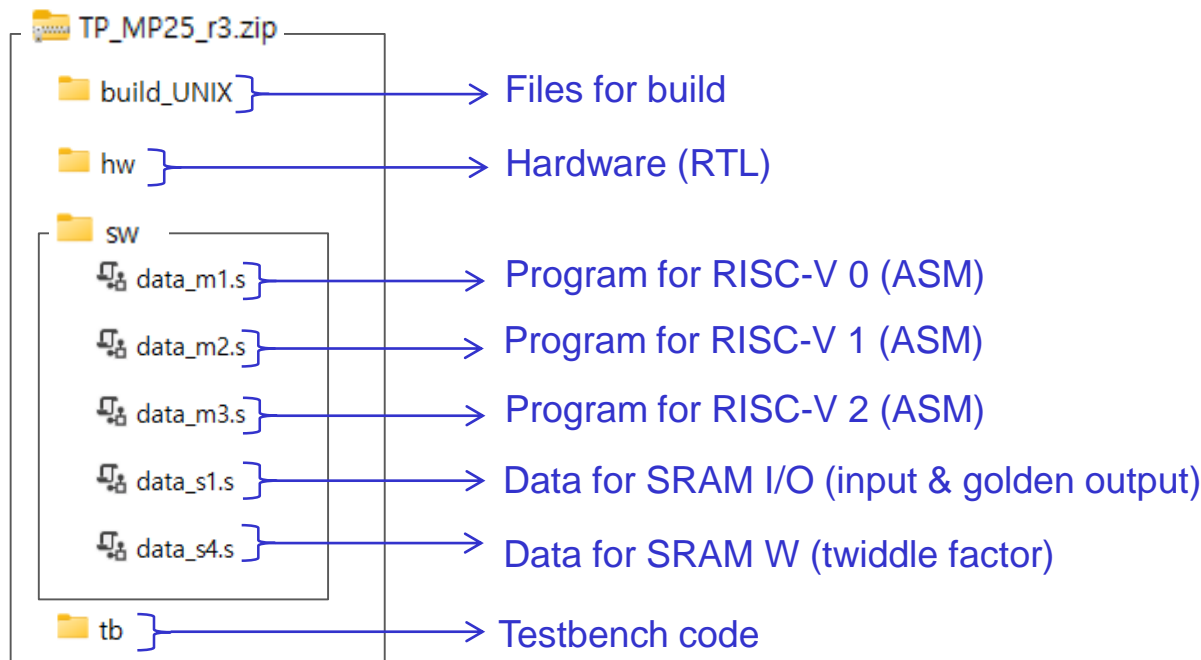 TP_MP25_r3.zip
build_UNIX Files for build
hw Hardware (RTL)
sw
data_m1.s Program for RISC-V 0 (ASM)
data_m2.s Program for RISC-V 1 (ASM)
data_m3.s Program for RISC-V 2 (ASM)
data_s1.s Data for SRAM I/O (input & golden output)
data_s4.s Data for SRAM W (twiddle factor)
tb Testbench code